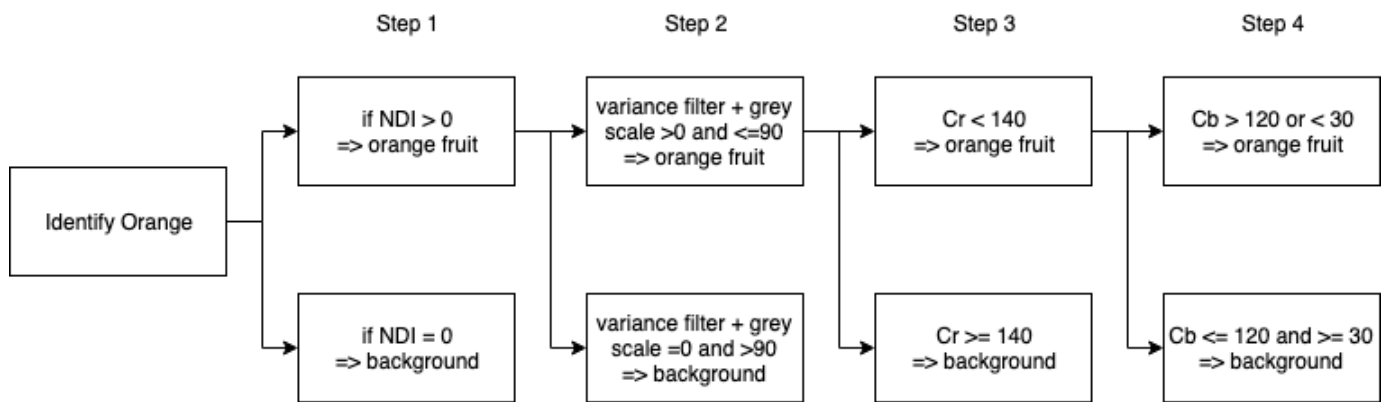 Step 1
Step 2
Step 3
Step 4
if NDI > 0
=> orange fruit
variance filter + grey
scale >0 and <=90
=> orange fruit
Cr < 140
=> orange fruit
Cb > 120 or < 30
=> orange fruit
Identify Orange
if NDI = 0
=> background
variance filter + grey
scale =0 and >90
=> background
Cr >= 140
=> background
Cb <= 120 and >= 30
=> background